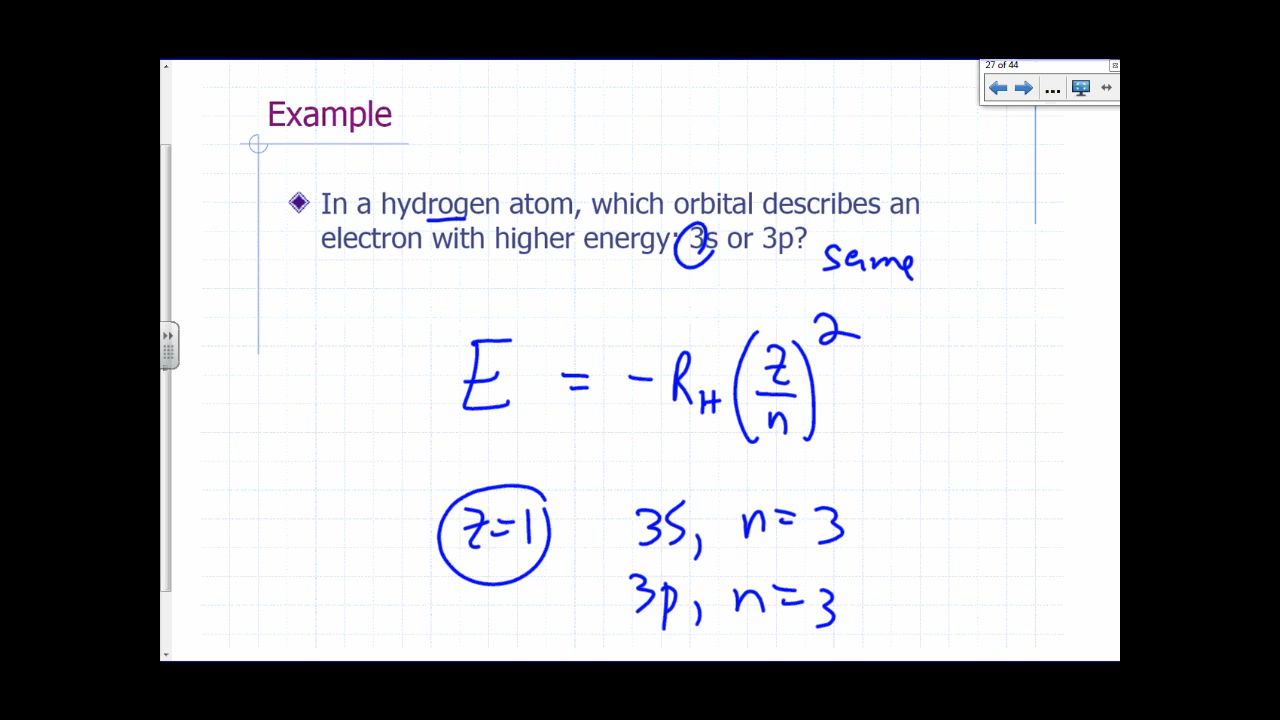 27 of 44
Example
In a hydrogen atom, which orbital describes an
electron with higher energy: 3s or 3p?
same
E = - R_H (z/n)^2
z=1 3S, n=3
3p, n=3